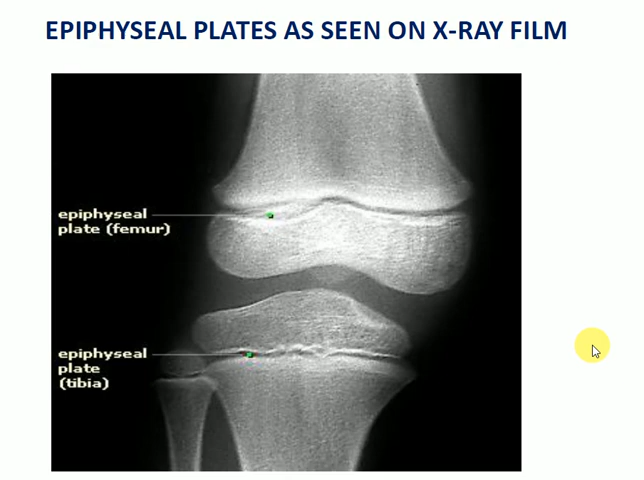 EPIPHYSEAL PLATES AS SEEN ON X-RAY FILM
epiphyseal
plate (femur)
epiphyseal
plate
(tibia)